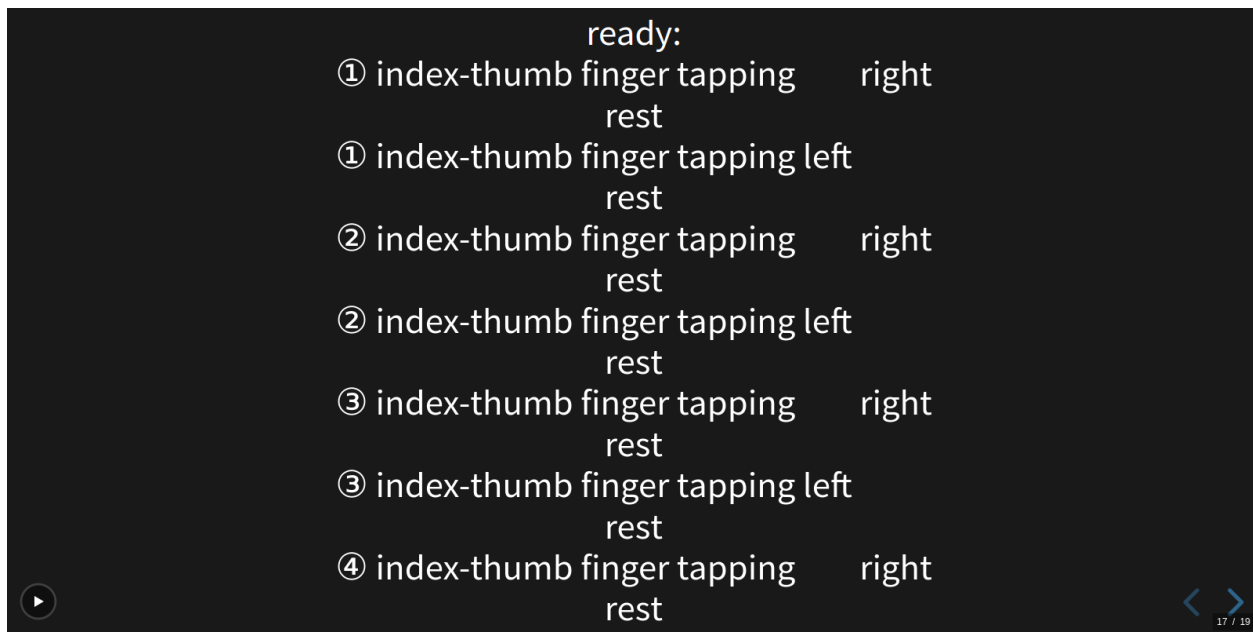 ready:
① index-thumb finger tapping right
rest
① index-thumb finger tapping left
rest
② index-thumb finger tapping right
rest
② index-thumb finger tapping left
rest
③ index-thumb finger tapping right
rest
③ index-thumb finger tapping left
rest
④ index-thumb finger tapping right
rest
17 / 19